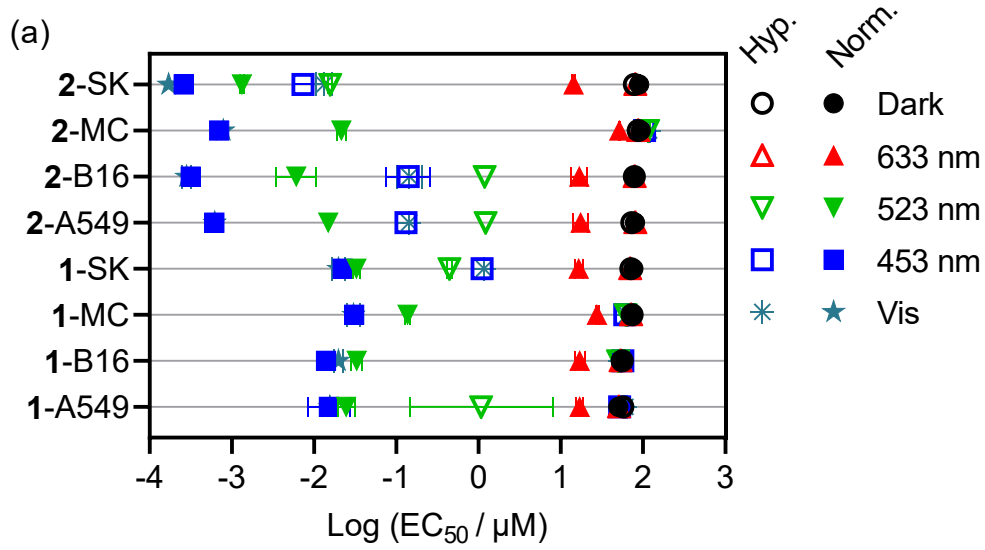 (a)
2-SK
2-MC
2-B16
2-A549
1-SK
1-MC
1-B16
1-A549
-4 -3 -2 -1 0 1 2 3
Log (EC50 / μM)
Hyp. Norm.
Dark
633 nm
523 nm
453 nm
Vis